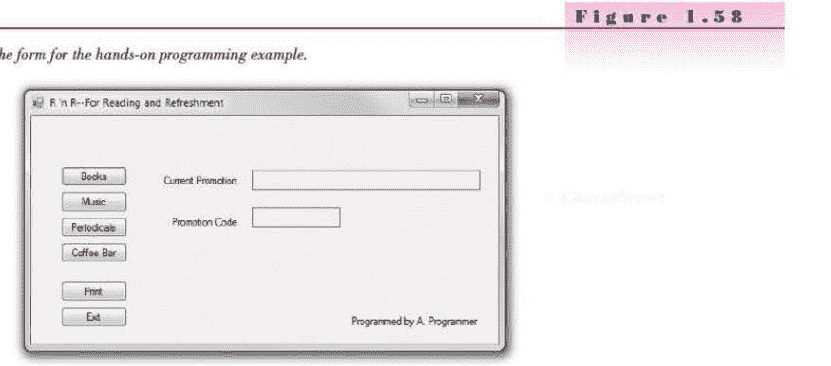 Figure 1.58
he form for the hands-on programming example.
R 'n R--For Reading and Refreshment
Books
Current Promotion
Music
Promotion Code
Periodicals
Coffee Bar
Print
Exit
Programmed by A. Programmer